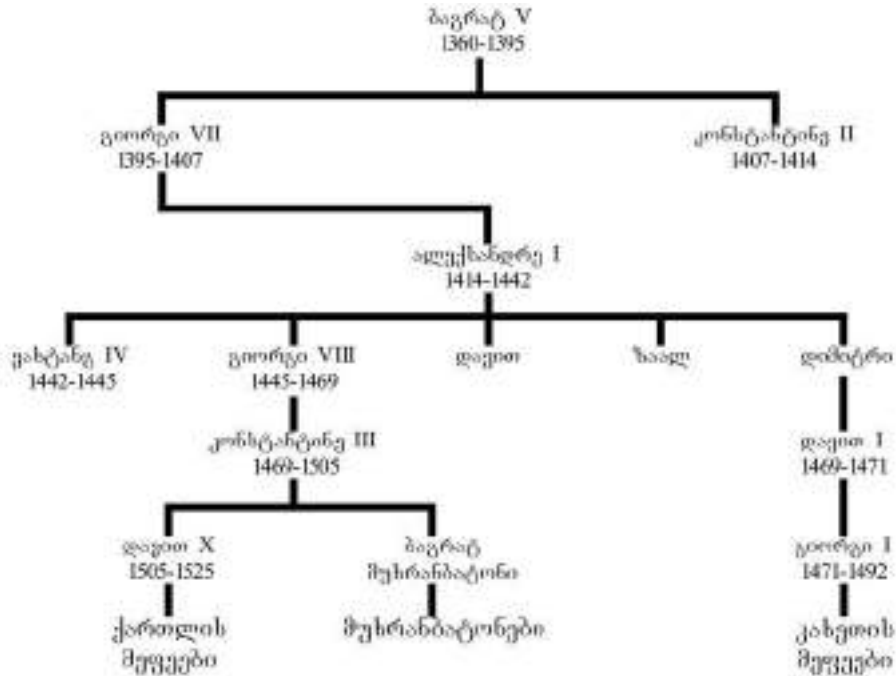 ბაგრატ V
1360-1395
გიორგი VII
1395-1407
კონსტანტინე II
1407-1414
ალექსანდრე I
1414-1442
ვახტანგ IV
1442-1445
გიორგი VIII
1445-1469
დავით
ზაალ
დიმიტრი
კონსტანტინე III
1469-1505
დავით I
1469-1471
დავით X
1505-1525
ბაგრატ
მუხრანბატონი
გიორგი I
1471-1492
ქართლის
მეფეები
მუხრანბატონები
კახეთის
მეფეები